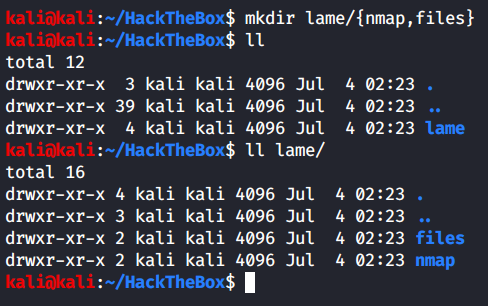 kali@kali:~/HackTheBox$ mkdir lame/{nmap,files}
kali@kali:~/HackTheBox$ ll
total 12
drwxr-xr-x  3 kali kali 4096 Jul  4 02:23 .
drwxr-xr-x 39 kali kali 4096 Jul  4 02:23 ..
drwxr-xr-x  4 kali kali 4096 Jul  4 02:23 lame
kali@kali:~/HackTheBox$ ll lame/
total 16
drwxr-xr-x 4 kali kali 4096 Jul  4 02:23 .
drwxr-xr-x 3 kali kali 4096 Jul  4 02:23 ..
drwxr-xr-x 2 kali kali 4096 Jul  4 02:23 files
drwxr-xr-x 2 kali kali 4096 Jul  4 02:23 nmap
kali@kali:~/HackTheBox$